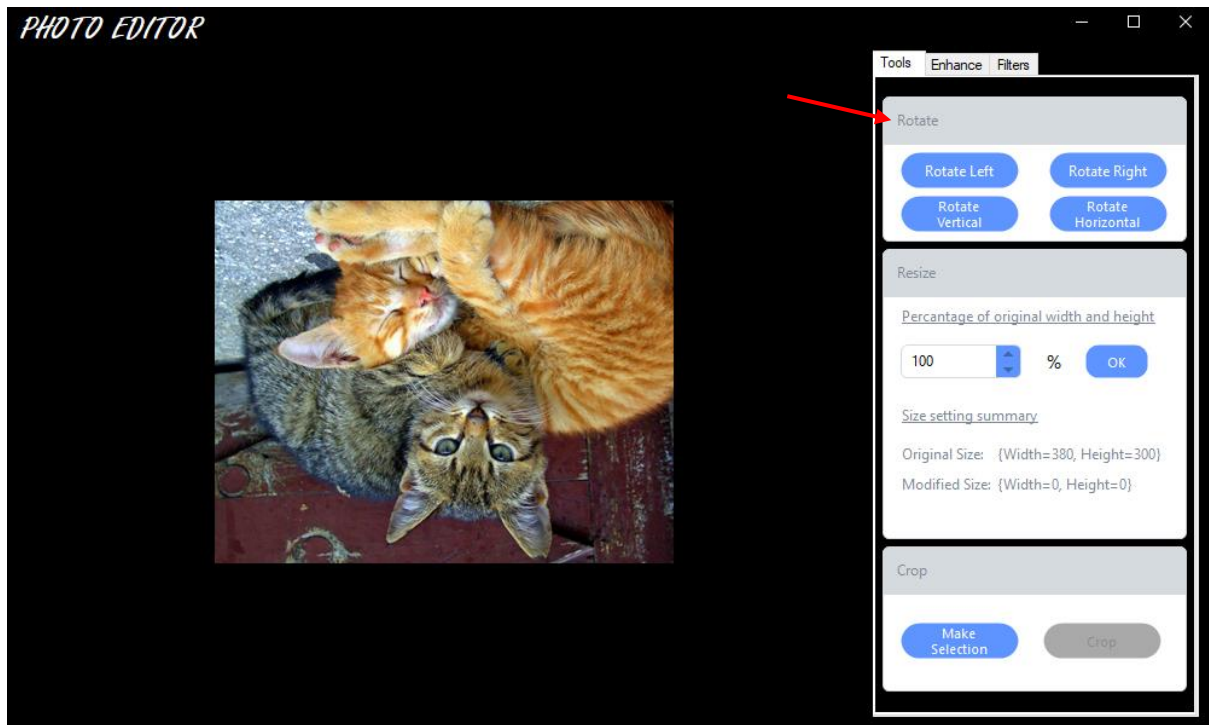 PHOTO EDITOR
Tools Enhance Filters
Rotate
Rotate Left Rotate Right
Rotate Vertical Rotate Horizontal
Resize
Percantage of original width and height
100 % OK
Size setting summary
Original Size: {Width=380, Height=300}
Modified Size: {Width=0, Height=0}
Crop
Make Selection Crop